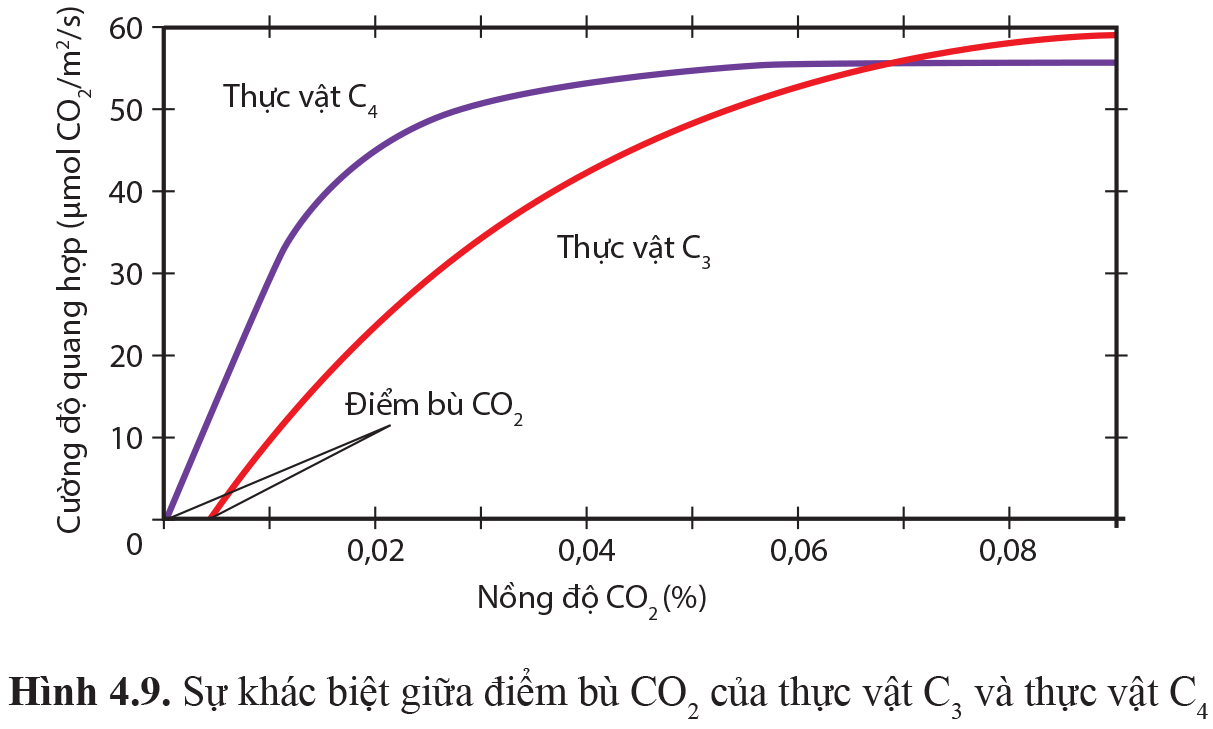 Cường độ quang hợp (µmol CO₂/m²/s)
60
50
40
30
20
10
0
Thực vật C₄
Thực vật C₃
Điểm bù CO₂
0,02
0,04
0,06
0,08
Nồng độ CO₂ (%)
Hình 4.9. Sự khác biệt giữa điểm bù CO₂ của thực vật C₃ và thực vật C₄